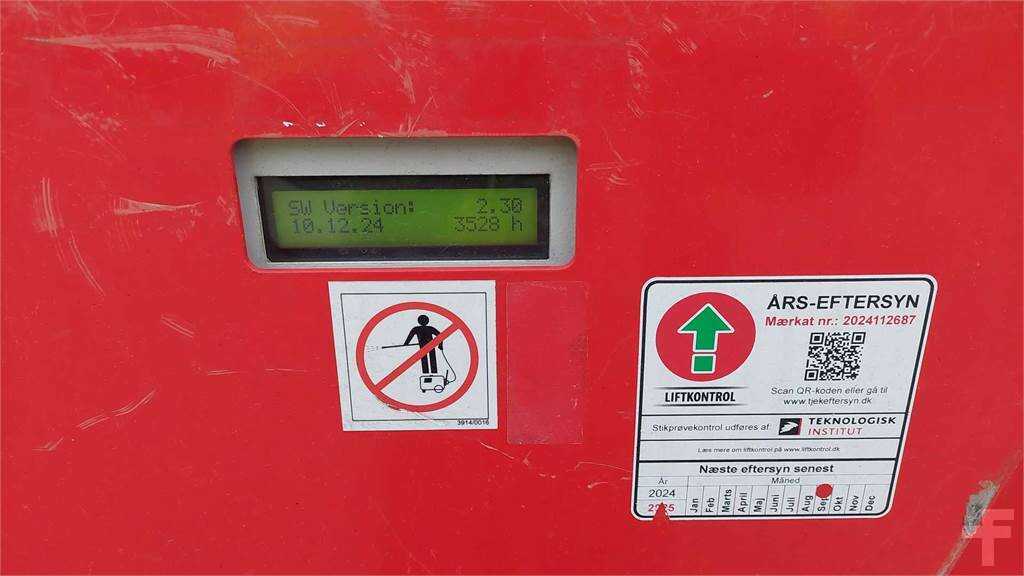 SW Version: 2.30
10.12.24 3528 h
3914/0016
ÅRS-EFTERSYN
Mærkat nr.: 2024112687
LIFTKONTROL
Scan QR-koden eller gå til
www.tjekeftersyn.dk
Stikprøvekontrol udføres af: TEKNOLOGISK
INSTITUT
Læs mere om liftkontrol på www.liftkontrol.dk
Næste eftersyn senest
År Måned
2024
2025
Jan Feb Marts April Maj Juni Juli Aug Sep Okt Nov Dec
F